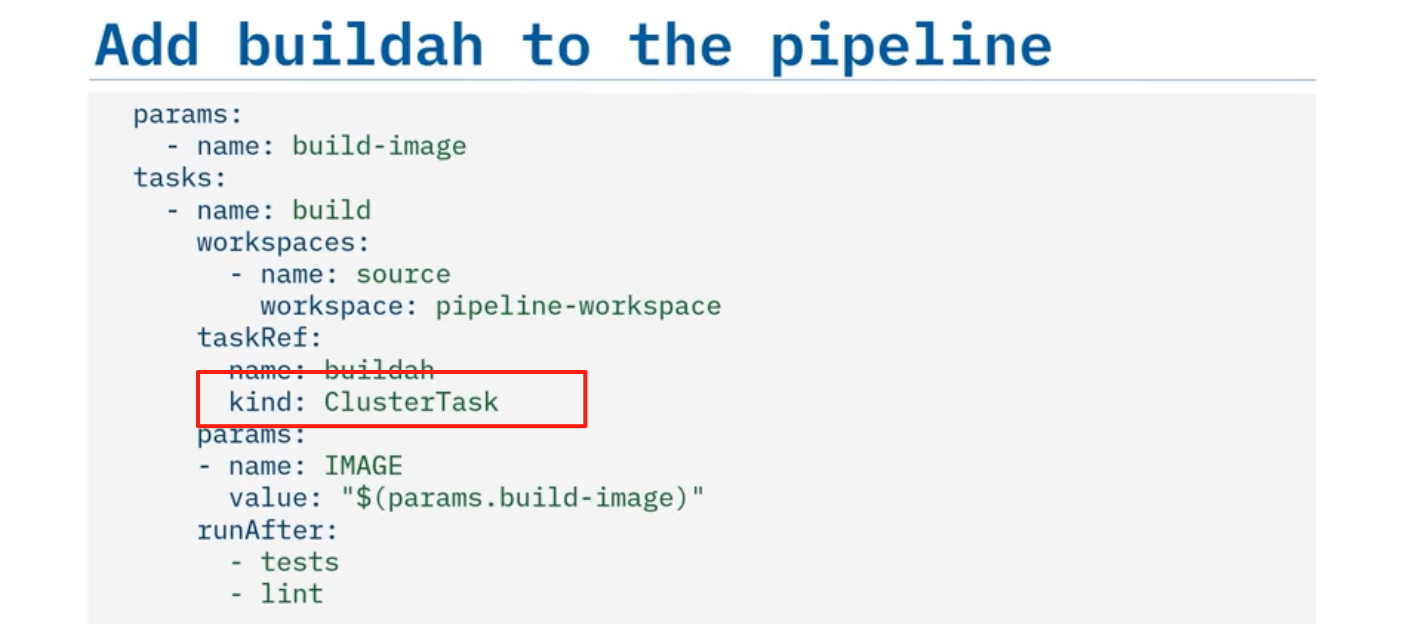 Add buildah to the pipeline
params:
- name: build-image
tasks:
- name: build
workspaces:
- name: source
workspace: pipeline-workspace
taskRef:
name: buildah
kind: ClusterTask
params:
- name: IMAGE
value: "$(params.build-image)"
runAfter:
- tests
- lint